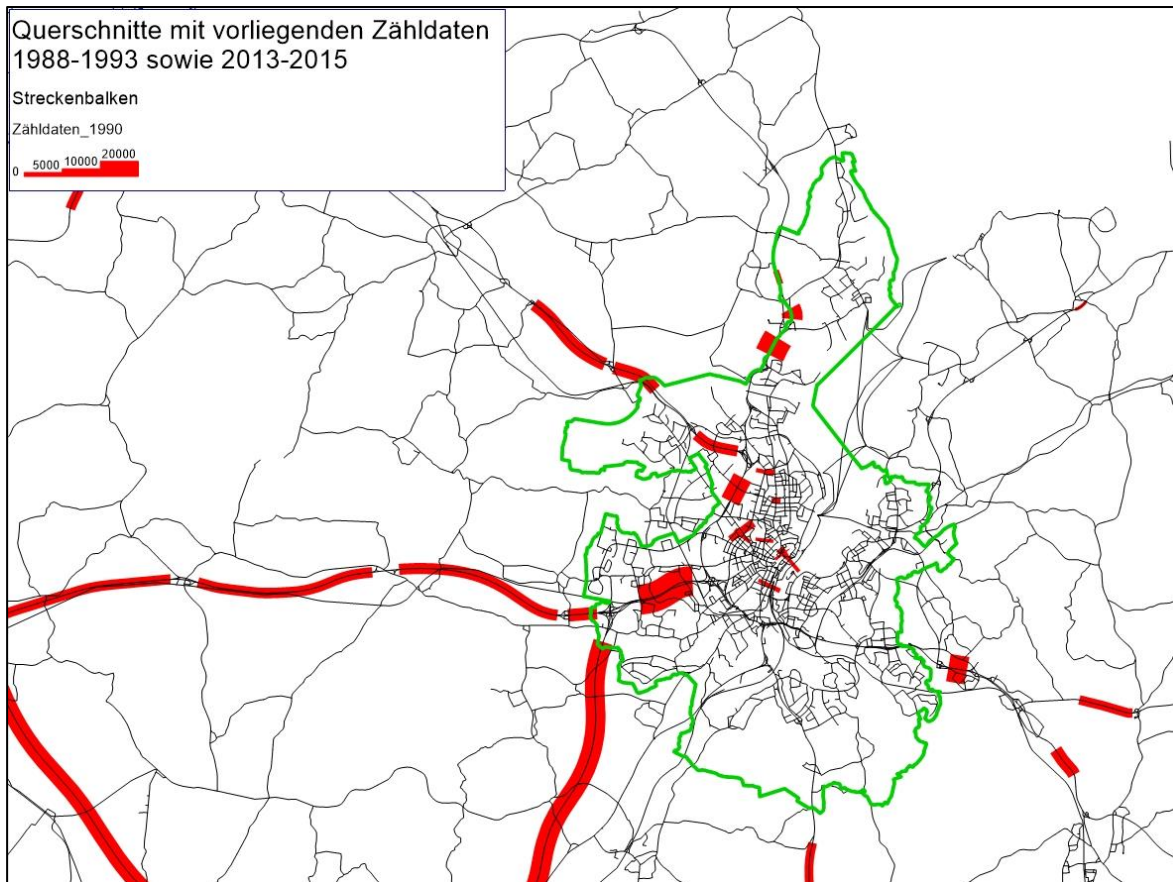 Querschnitte mit vorliegenden Zähldaten
1988-1993 sowie 2013-2015
Streckenbalken
Zähldaten_1990
0 5000 10000 20000